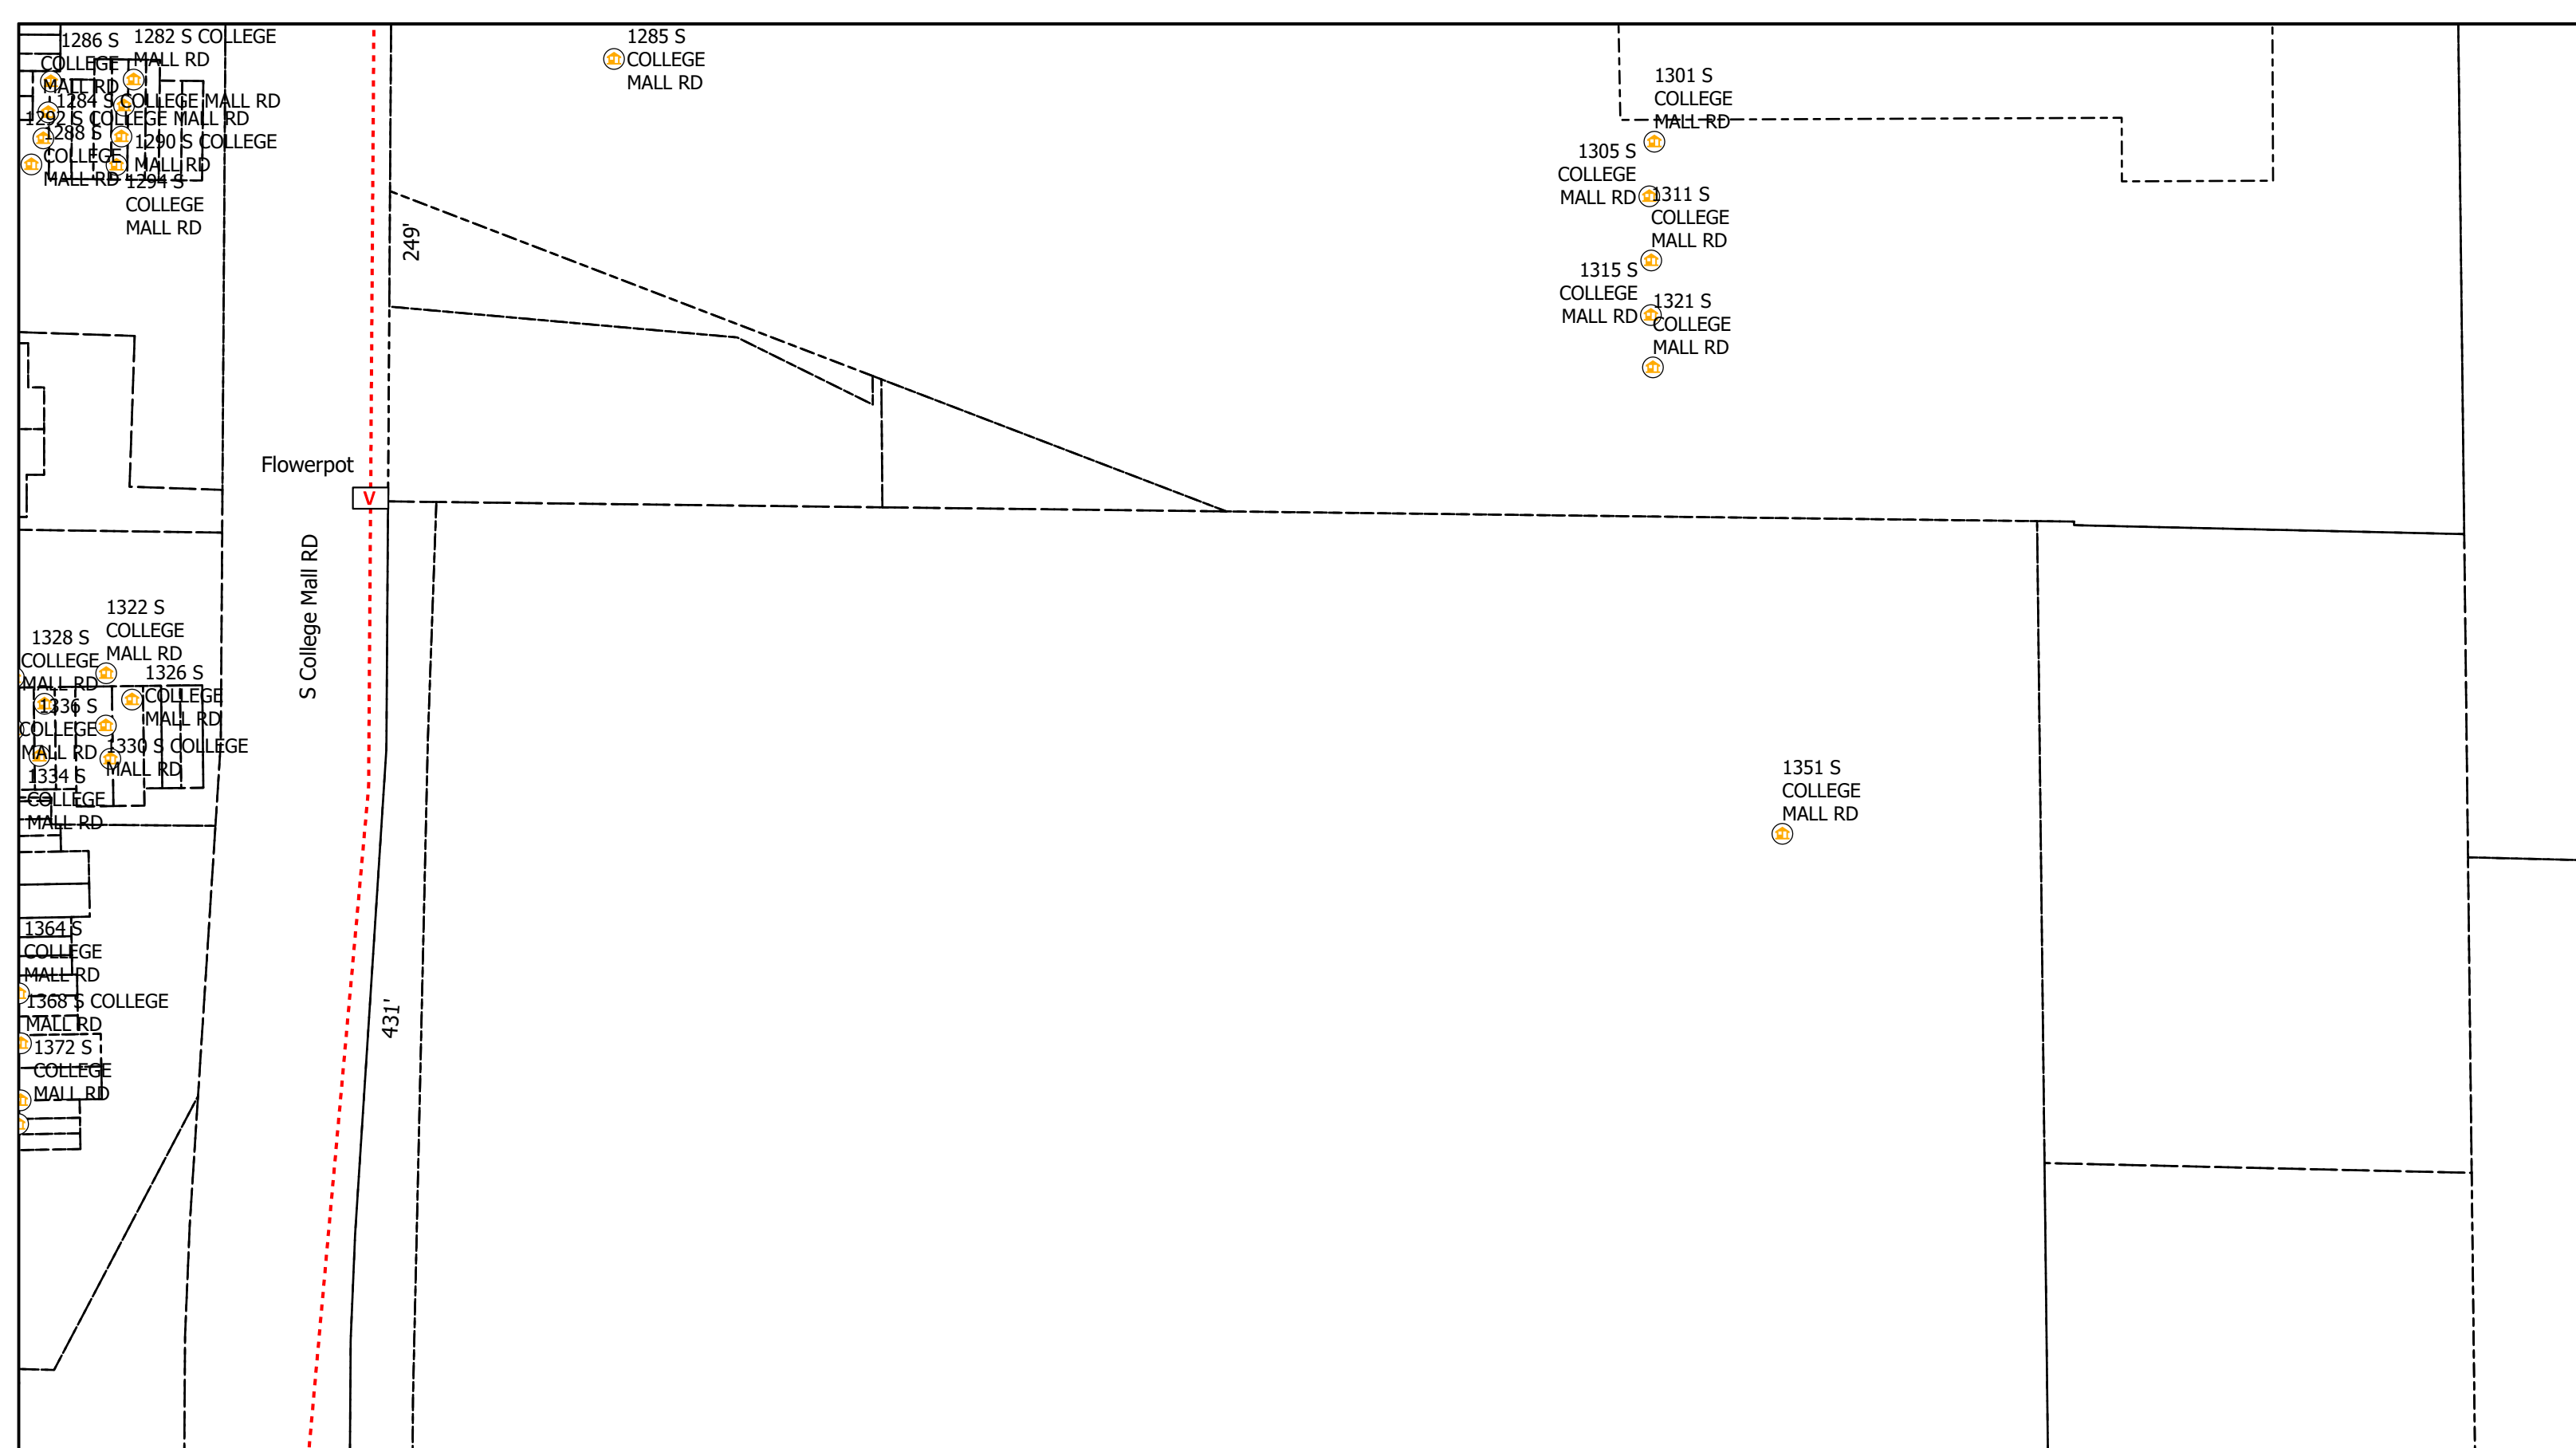 1286 S
COLLEGE
MALL RD
1282 S COLLEGE
MALL RD
1284 S COLLEGE MALL RD
1292 S COLLEGE MALL RD
1288 S
COLLEGE
MALL RD
1290 S COLLEGE
MALL RD
1294 S
COLLEGE
MALL RD
1285 S
COLLEGE
MALL RD
1301 S
COLLEGE
MALL RD
1305 S
COLLEGE
MALL RD
1311 S
COLLEGE
MALL RD
1315 S
COLLEGE
MALL RD
1321 S
COLLEGE
MALL RD
249'
Flowerpot
V
S College Mall RD
1322 S
COLLEGE
MALL RD
1328 S
COLLEGE
MALL RD
1326 S
COLLEGE
MALL RD
1336 S
COLLEGE
MALL RD
1330 S COLLEGE
MALL RD
1334 S
COLLEGE
MALL RD
1351 S
COLLEGE
MALL RD
1364 S
COLLEGE
MALL RD
1368 S COLLEGE
MALL RD
1372 S
COLLEGE
MALL RD
431'